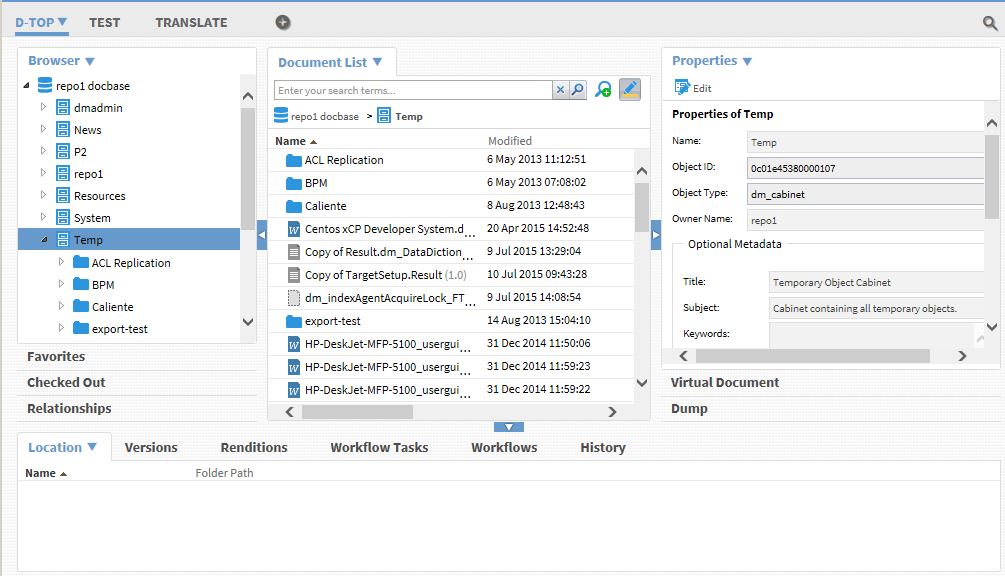 D-TOP TEST TRANSLATE
Browser
repo1 docbase
dmadmin
News
P2
repo1
Resources
System
Temp
ACL Replication
BPM
Caliente
export-test
Favorites
Checked Out
Relationships
Document List
Enter your search terms...
repo1 docbase > Temp
Name Modified
ACL Replication 6 May 2013 11:12:51
BPM 6 May 2013 07:08:02
Caliente 8 Aug 2013 12:48:43
Centos xCP Developer System.d... 20 Apr 2015 14:52:48
Copy of Result.dm_DataDiction... 9 Jul 2015 13:29:04
Copy of TargetSetup.Result (1.0) 10 Jul 2015 09:43:28
dm_indexAgentAcquireLock_FT... 9 Jul 2015 14:08:54
export-test 14 Aug 2013 15:04:10
HP-DeskJet-MFP-5100_usergui... 31 Dec 2014 11:50:06
HP-DeskJet-MFP-5100_usergui... 31 Dec 2014 11:59:23
HP-DeskJet-MFP-5100_usergui... 31 Dec 2014 11:59:22
Properties
Edit
Properties of Temp
Name: Temp
Object ID: 0c01e45380000107
Object Type: dm_cabinet
Owner Name: repo1
Optional Metadata
Title: Temporary Object Cabinet
Subject: Cabinet containing all temporary objects.
Keywords:
Virtual Document
Dump
Location Versions Renditions Workflow Tasks Workflows History
Name Folder Path